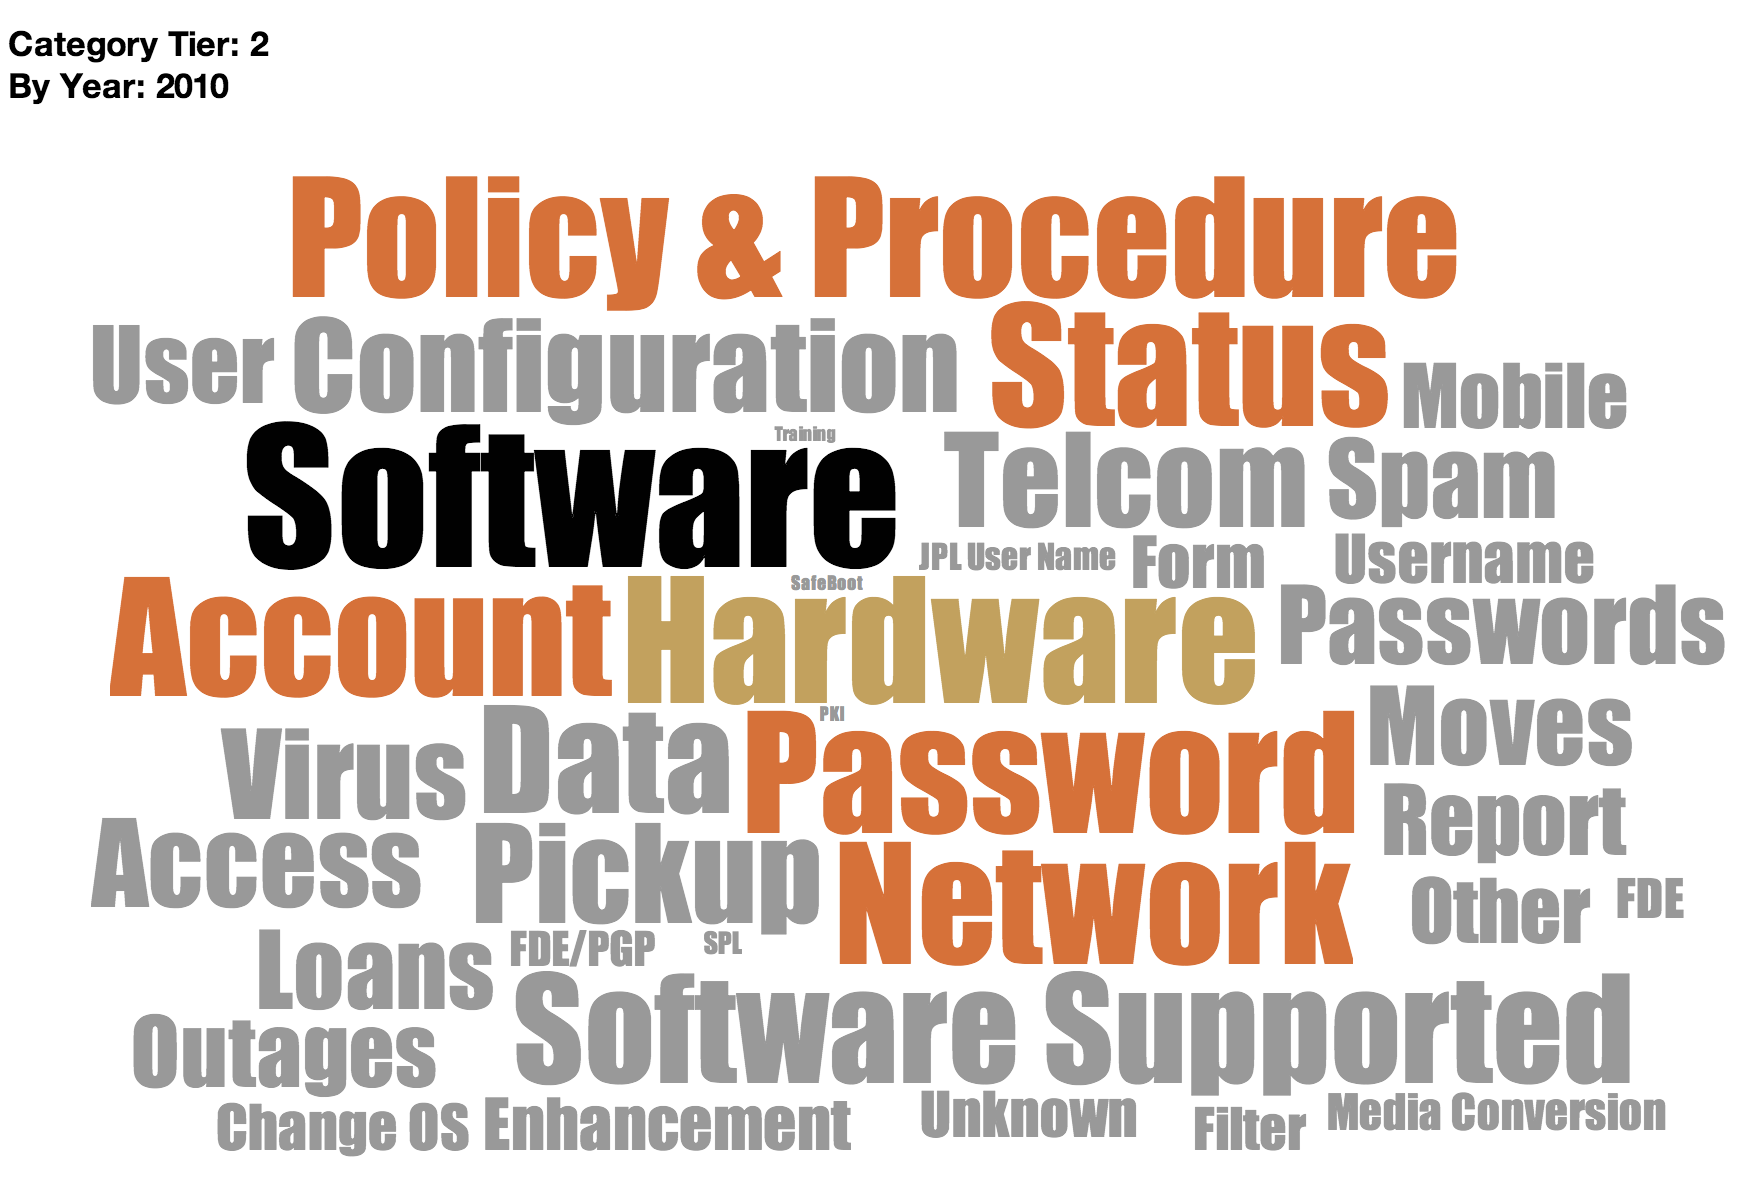 Category Tier: 2
By Year: 2010
Policy & Procedure
User Configuration Status Mobile
Software Training Telcom Spam
JPL User Name Form Username
Account SafeBoot Hardware Passwords
Virus Data PKI Password Moves
Report
Access Pickup Network Other FDE
Loans FDE/PGP SPL
Outages Software Supported
Change OS Enhancement Unknown Filter Media Conversion